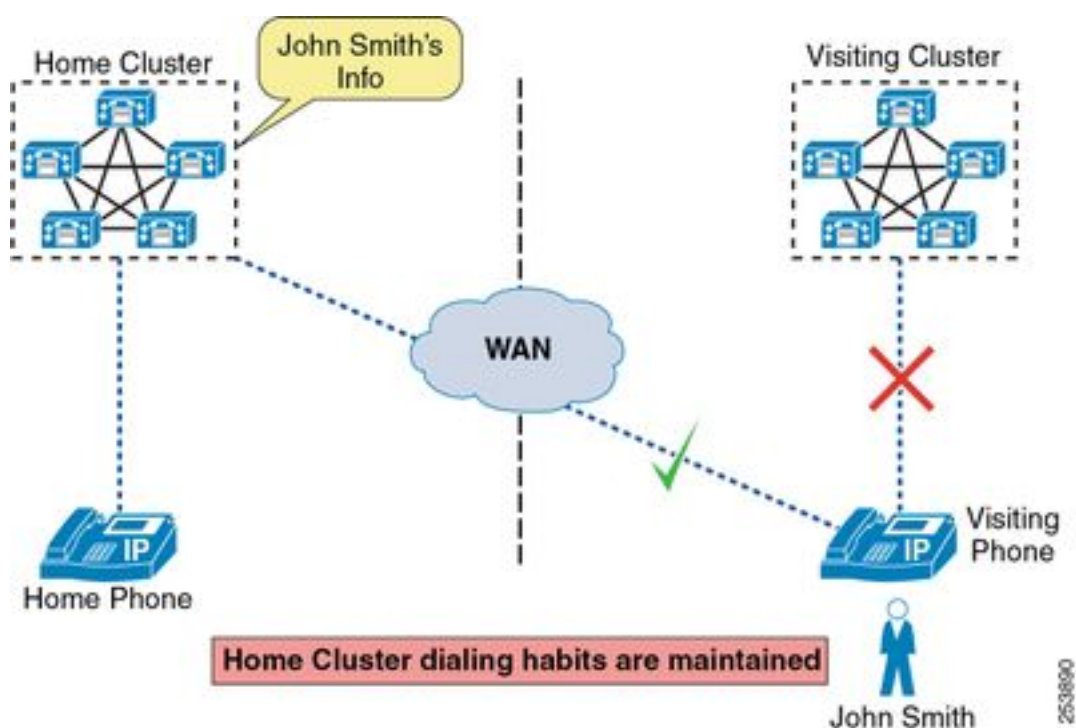 John Smith's
Info
Home Cluster
Visiting Cluster
WAN
IP
Home Phone
IP
Visiting
Phone
Home Cluster dialing habits are maintained
John Smith
253890